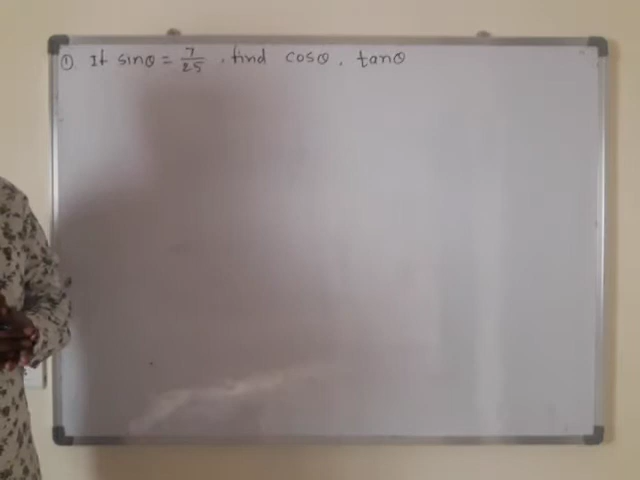 ①. If sinθ = 7/25 , find cosθ , tanθ